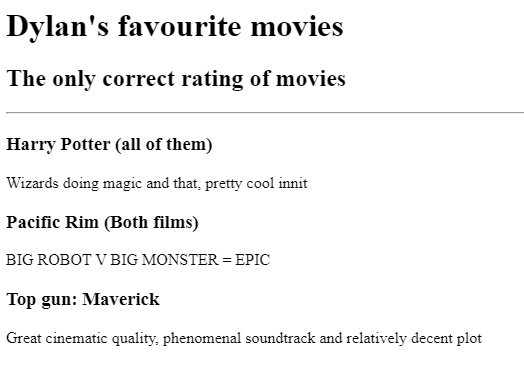 Dylan's favourite movies
The only correct rating of movies
Harry Potter (all of them)
Wizards doing magic and that, pretty cool innit
Pacific Rim (Both films)
BIG ROBOT V BIG MONSTER = EPIC
Top gun: Maverick
Great cinematic quality, phenomenal soundtrack and relatively decent plot